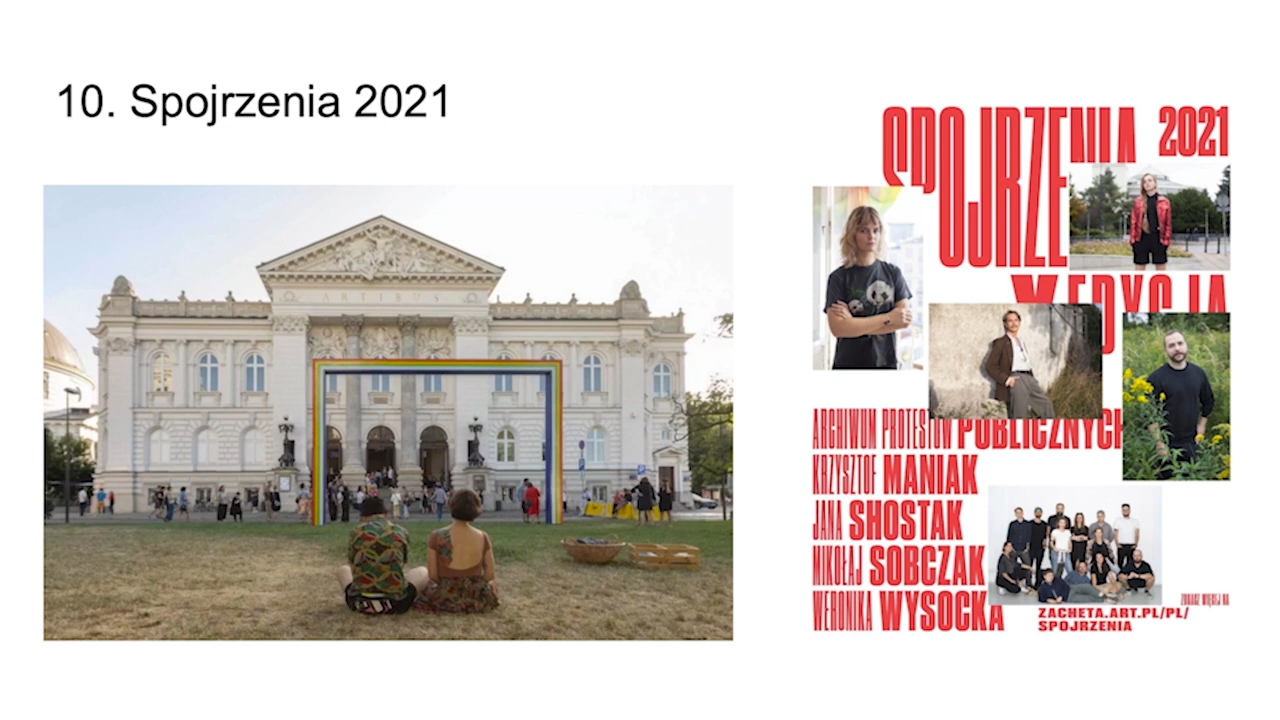 10. Spojrzenia 2021
ARTIBUS
SPOJRZENIA 2021
X EDYCJA
ARCHIWUM PROTESTÓW PUBLICZNYCH
KRZYSZTOF MANIAK
JANA SHOSTAK
MIKOŁAJ SOBCZAK
WERONIKA WYSOCKA
ZOBACZ WIĘCEJ NA
ZACHETA.ART.PL/PL/
SPOJRZENIA